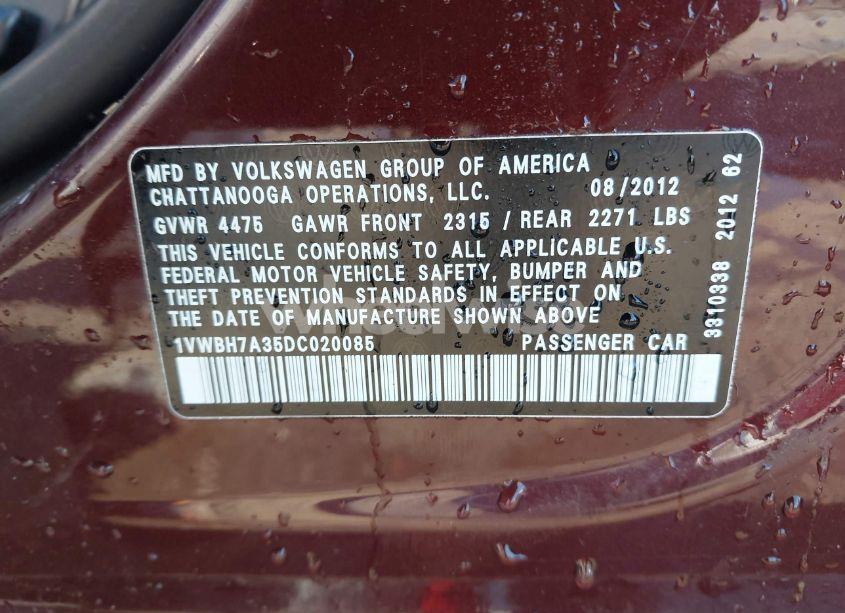 MFD BY VOLKSWAGEN GROUP OF AMERICA
CHATTANOOGA OPERATIONS, LLC. 08/2012
GVWR 4475 GAWR FRONT 2315 / REAR 2271 LBS
THIS VEHICLE CONFORMS TO ALL APPLICABLE U.S.
FEDERAL MOTOR VEHICLE SAFETY, BUMPER AND
THEFT PREVENTION STANDARDS IN EFFECT ON
THE DATE OF MANUFACTURE SHOWN ABOVE
1VWBH7A35DC020085 PASSENGER CAR
3310338 2012 62